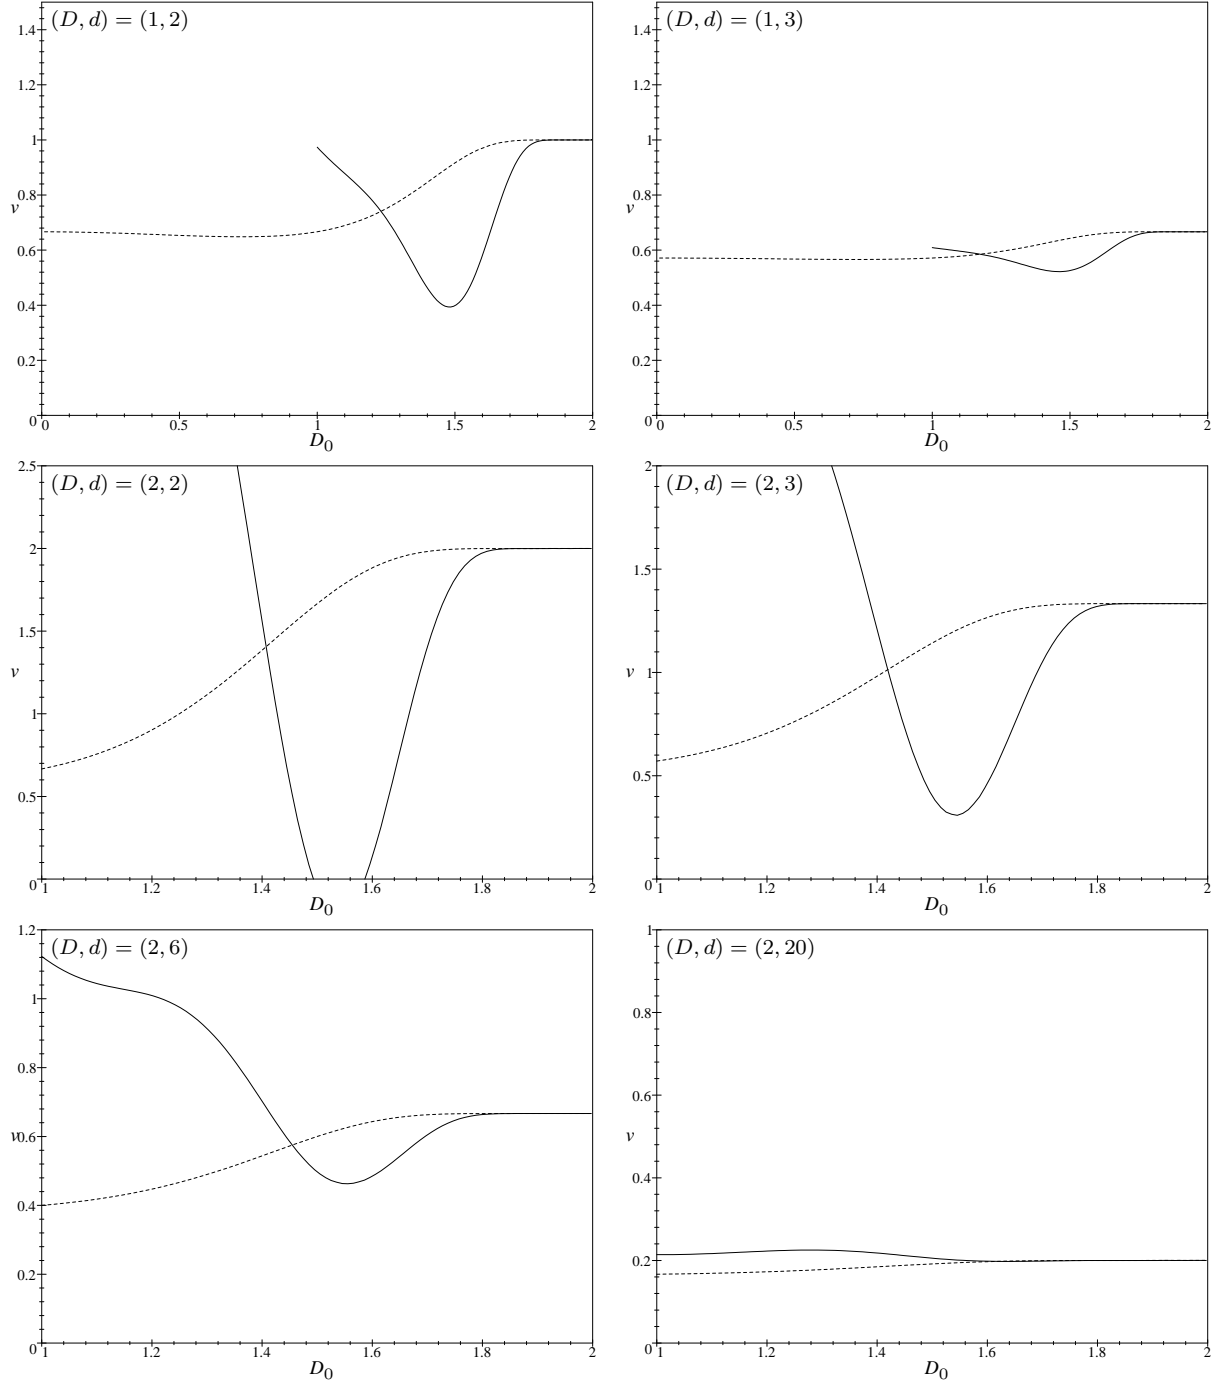 (D, d) = (1, 2)
1.4
1.2
1
0.8
v
0.6
0.4
0.2
0
0 0.5 1 1.5 2
D0
(D, d) = (1, 3)
1.4
1.2
1
0.8
v
0.6
0.4
0.2
0
0 0.5 1 1.5 2
D0
(D, d) = (2, 2)
2.5
2
1.5
v
1
0.5
0
1 1.2 1.4 1.6 1.8 2
D0
(D, d) = (2, 3)
2
1.5
v 1
0.5
0
1 1.2 1.4 1.6 1.8 2
D0
(D, d) = (2, 6)
1.2
1
0.8
v0.6
0.4
0.2
0
1 1.2 1.4 1.6 1.8 2
D0
(D, d) = (2, 20)
1
0.8
0.6
v
0.4
0.2
0
1 1.2 1.4 1.6 1.8 2
D0